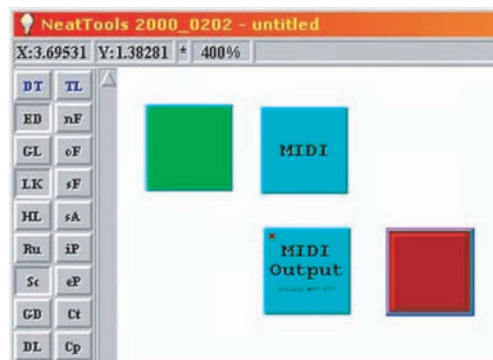 NeatTools 2000_0202 - untitled
X:3.69531 Y:1.38281 * 400%
DT TL
ED nF
GL oF
LK sF
HL sA
Ru iP
Sc eP
GD Ct
DL Cp
MIDI
MIDI
Output